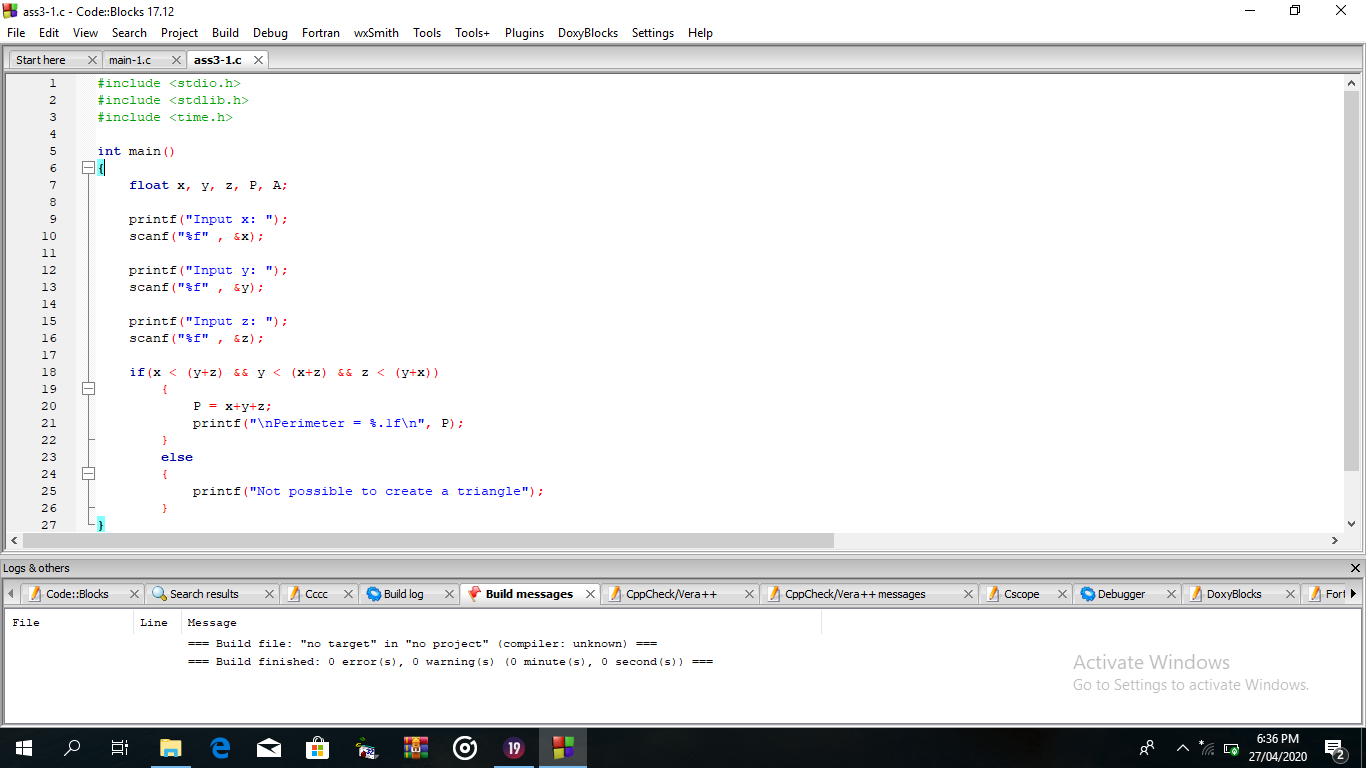 ass3-1.c - Code::Blocks 17.12
File Edit View Search Project Build Debug Fortran wxSmith Tools Tools+ Plugins DoxyBlocks Settings Help
Start here main-1.c ass3-1.c
1 #include <stdio.h>
2 #include <stdlib.h>
3 #include <time.h>
4
5 int main()
6 {
7 float x, y, z, P, A;
8
9 printf("Input x: ");
10 scanf("%f" , &x);
11
12 printf("Input y: ");
13 scanf("%f" , &y);
14
15 printf("Input z: ");
16 scanf("%f" , &z);
17
18 if(x < (y+z) && y < (x+z) && z < (y+x))
19 {
20 P = x+y+z;
21 printf("\nPerimeter = %.1f\n", P);
22 }
23 else
24 {
25 printf("Not possible to create a triangle");
26 }
27 }
Logs & others
Code::Blocks Search results Cccc Build log Build messages CppCheck/Vera++ CppCheck/Vera++ messages Cscope Debugger DoxyBlocks Fort
File Line Message
=== Build file: "no target" in "no project" (compiler: unknown) ===
=== Build finished: 0 error(s), 0 warning(s) (0 minute(s), 0 second(s)) ===
Activate Windows
Go to Settings to activate Windows.
19
6:36 PM
27/04/2020
2